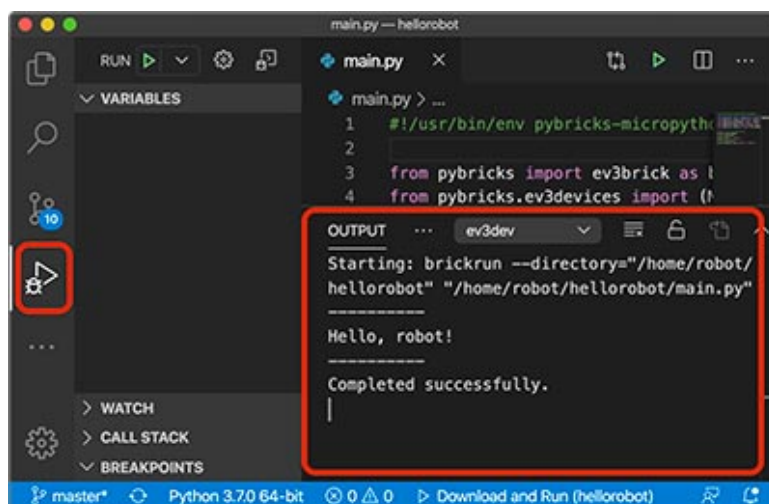 main.py — hellorobot
RUN
main.py
VARIABLES
main.py > ...
1 #!/usr/bin/env pybricks-micropyth
2
3 from pybricks import ev3brick as
4 from pybricks.ev3devices import (
10
OUTPUT ... ev3dev
Starting: brickrun --directory="/home/robot/
hellorobot" "/home/robot/hellorobot/main.py"
----------
Hello, robot!
----------
Completed successfully.
WATCH
CALL STACK
BREAKPOINTS
master* Python 3.7.0 64-bit 0 0 Download and Run (hellorobot)